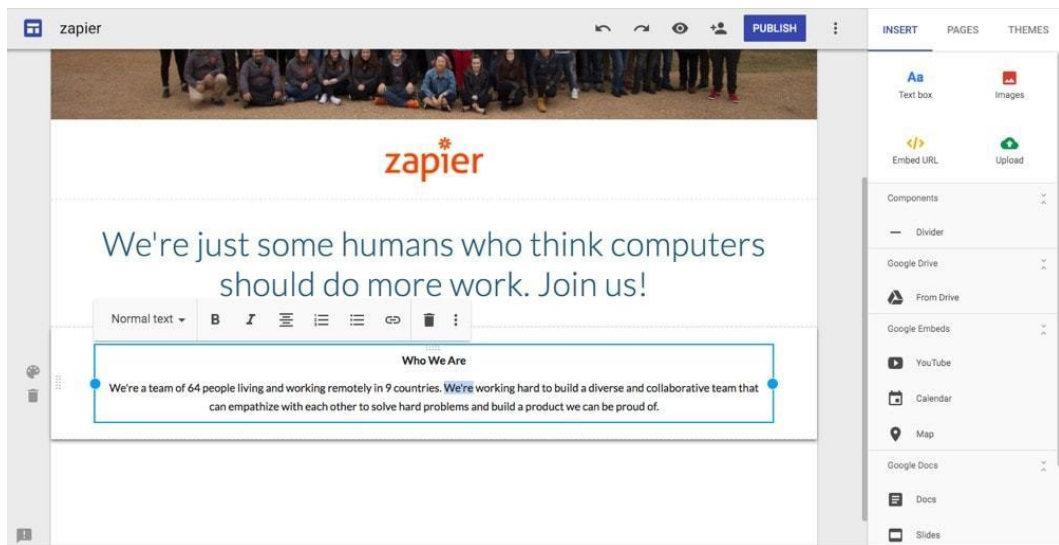 zapier
PUBLISH
INSERT PAGES THEMES
Aa
Text box
Images
</>
Embed URL
Upload
Components
Divider
Google Drive
From Drive
Google Embeds
YouTube
Calendar
Map
Google Docs
Docs
Slides
zapier
We're just some humans who think computers
should do more work. Join us!
Normal text
B I
Who We Are
We're a team of 64 people living and working remotely in 9 countries. We're working hard to build a diverse and collaborative team that
can empathize with each other to solve hard problems and build a product we can be proud of.